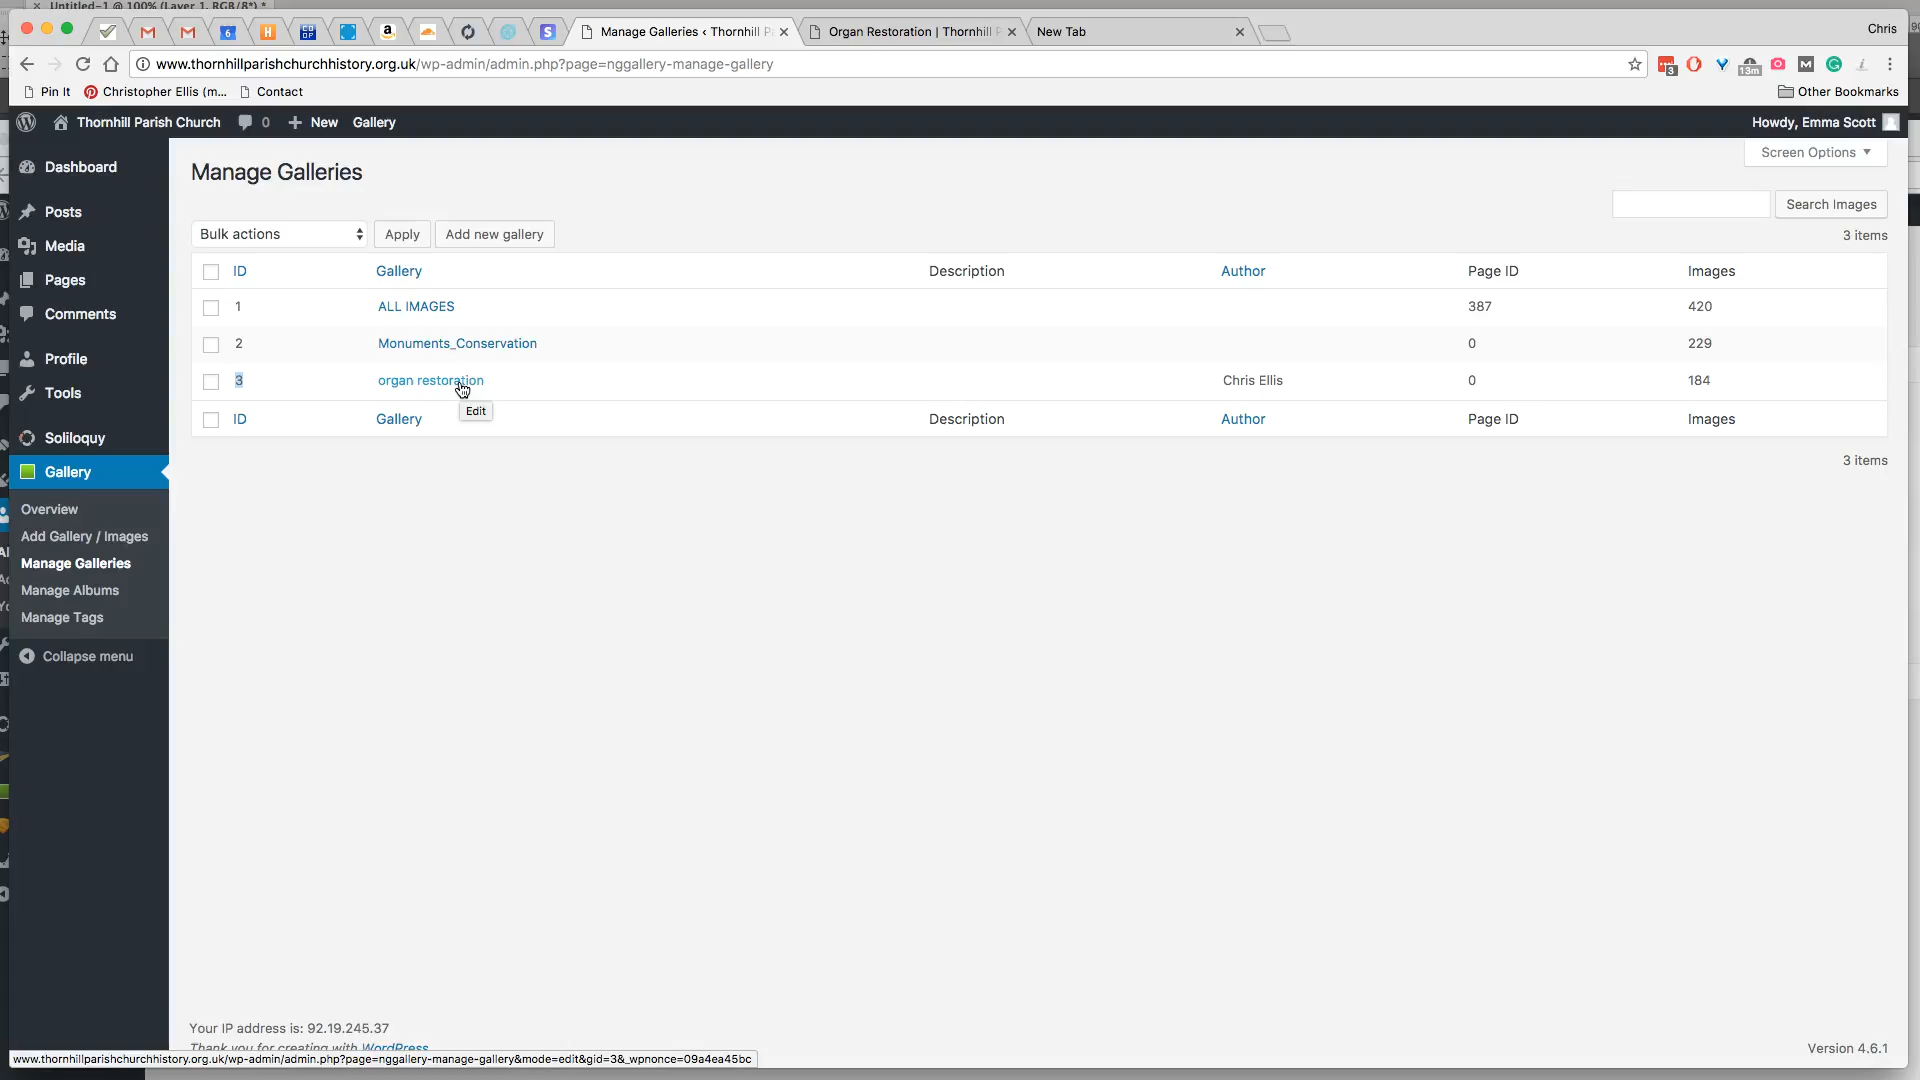 Untitled-1 @ 100% (Layer 1, RGB/8*) *
Manage Galleries ‹ Thornhill P
Organ Restoration | Thornhill P
New Tab
Chris
www.thornhillparishchurchhistory.org.uk/wp-admin/admin.php?page=nggallery-manage-gallery
Pin It
Christopher Ellis (m...
Contact
Other Bookmarks
Thornhill Parish Church
0
New
Gallery
Howdy, Emma Scott
Dashboard
Posts
Media
Pages
Comments
Profile
Tools
Soliloquy
Gallery
Overview
Add Gallery / Images
Manage Galleries
Manage Albums
Manage Tags
Collapse menu
Screen Options
Manage Galleries
Search Images
Bulk actions
Apply
Add new gallery
3 items
ID Gallery Description Author Page ID Images
1 ALL IMAGES 387 420
2 Monuments_Conservation 0 229
3 organ restoration Chris Ellis 0 184
Edit
ID Gallery Description Author Page ID Images
3 items
Your IP address is: 92.19.245.37
Thank you for creating with WordPress
Version 4.6.1
www.thornhillparishchurchhistory.org.uk/wp-admin/admin.php?page=nggallery-manage-gallery&mode=edit&gid=3&_wpnonce=09a4ea45bc